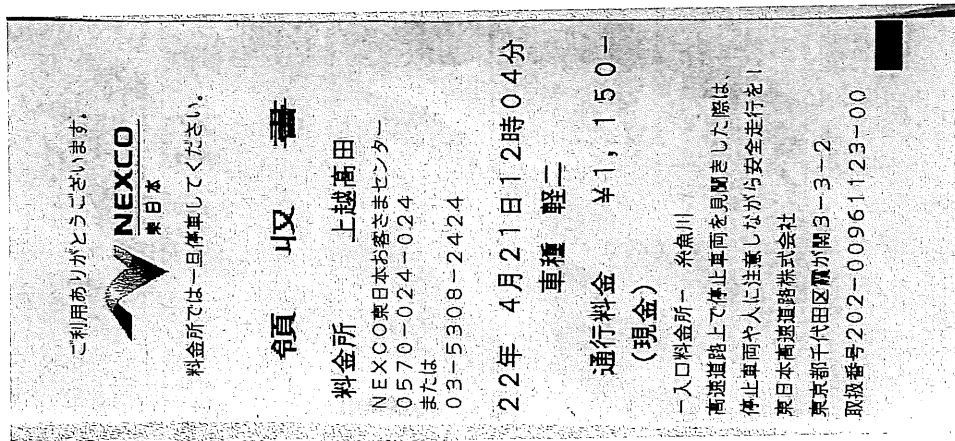 ご利用ありがとうございます。
NEXCO
東日本
料金所では一旦停車してください。
領 収 書
料金所 上越高田
NEXCO東日本お客さまセンター
0570-024-024
または
03-5308-2424
22年 4月21日12時04分
車種 軽二
通行料金 ¥1,150-
(現金)
-入口料金所- 糸魚川
高速道路上で停止車両を見聞きした際は、
停止車両や人に注意しながら安全走行を!
東日本高速道路株式会社
東京都千代田区霞が関3-3-2
取扱番号202-00961123-00